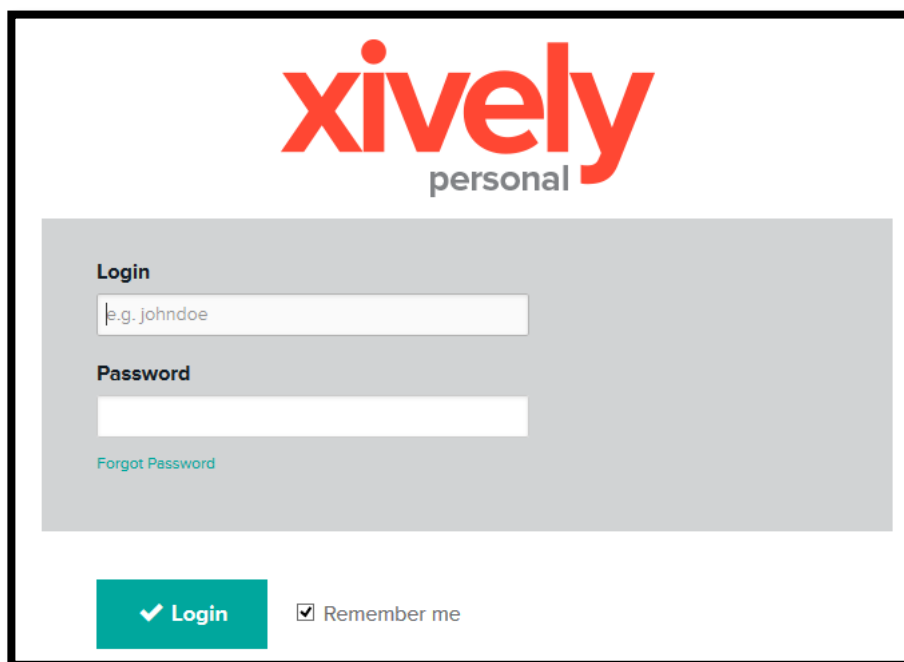 xively
personal
Login
e.g. johndoe
Password
Forgot Password
Login
Remember me